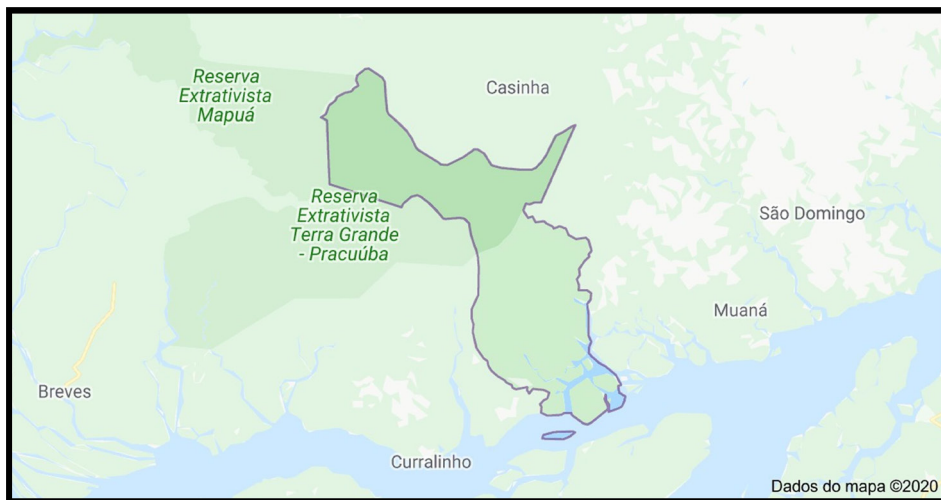 Reserva
Extrativista
Mapuá
Casinha
Reserva
Extrativista
Terra Grande
- Pracuúba
São Domingo
Muaná
Breves
Curralinho
Dados do mapa ©2020